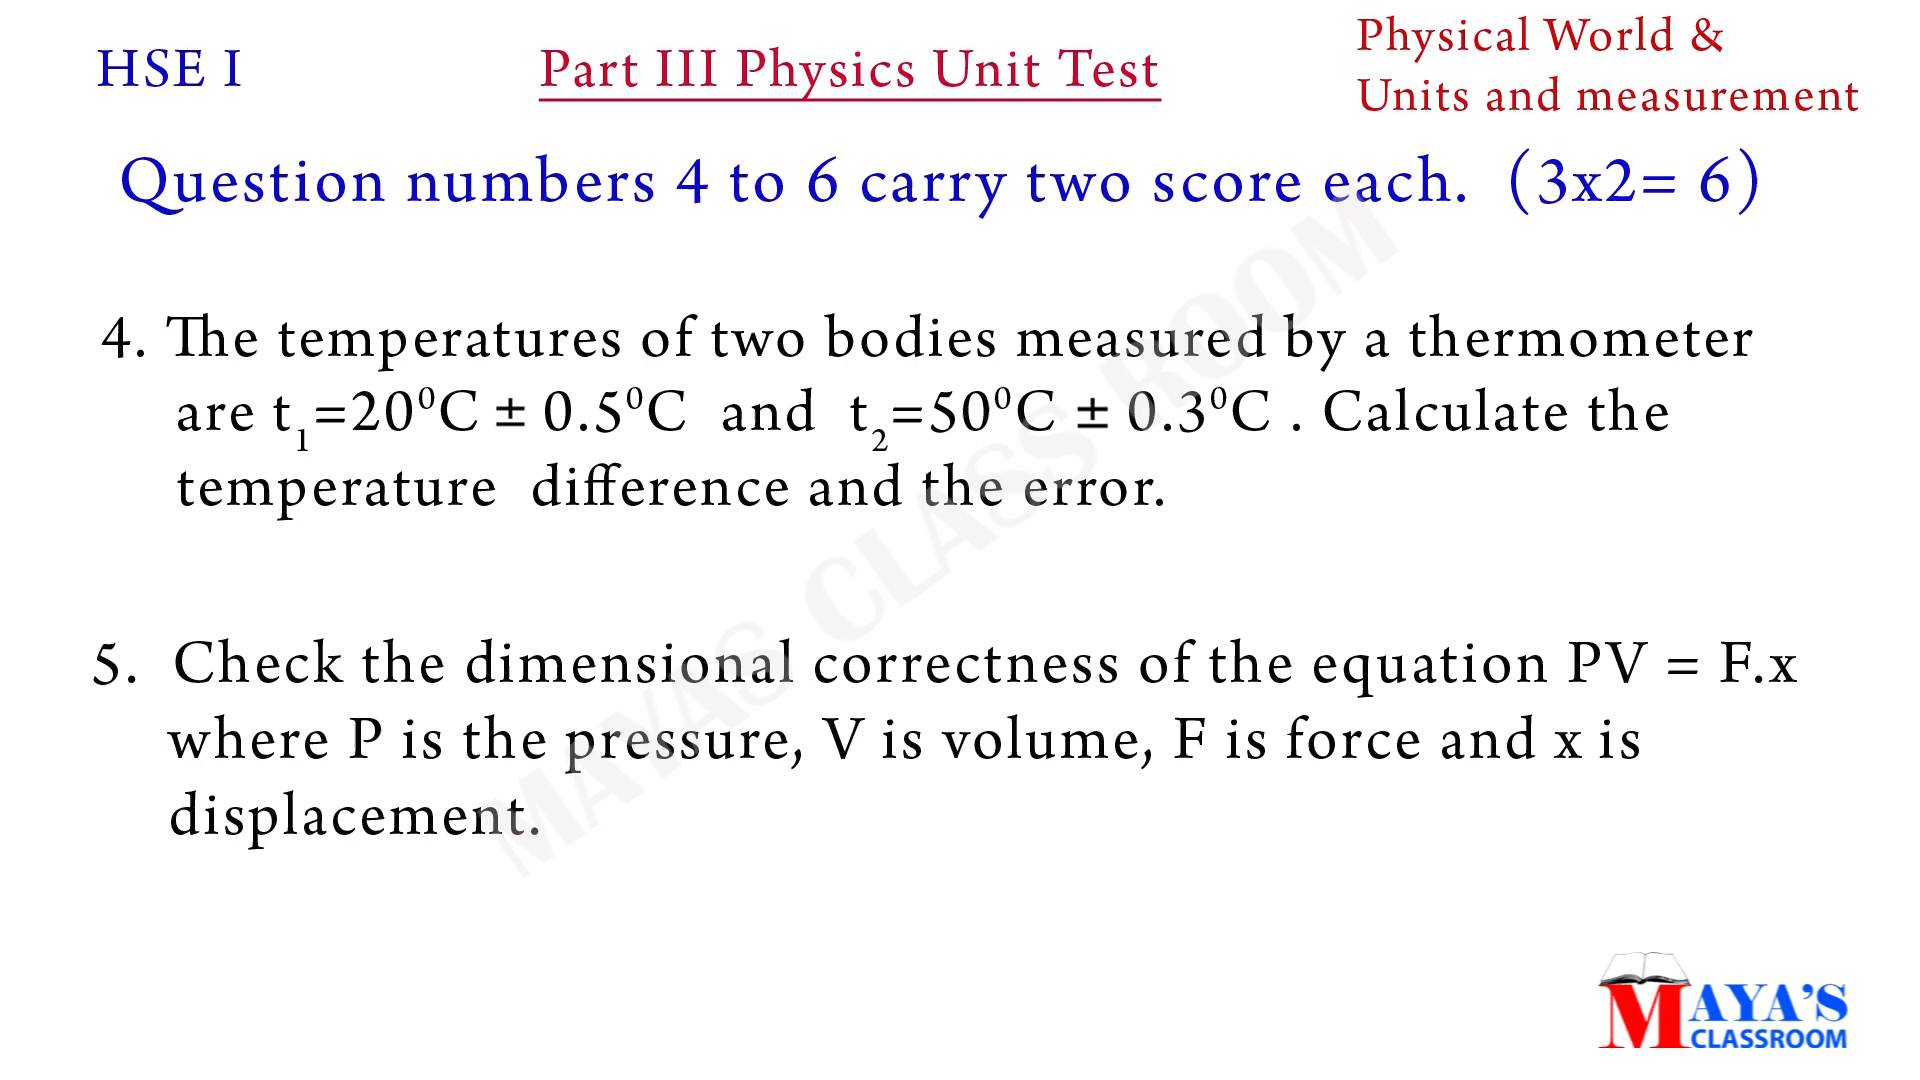 HSE I
Part III Physics Unit Test
Physical World &
Units and measurement
Question numbers 4 to 6 carry two score each. (3x2= 6)
4. The temperatures of two bodies measured by a thermometer
are t₁=20⁰C ± 0.5⁰C and t₂=50⁰C ± 0.3⁰C . Calculate the
temperature difference and the error.
5. Check the dimensional correctness of the equation PV = F.x
where P is the pressure, V is volume, F is force and x is
displacement.
MAYAS CLASS ROOM
MAYA'S
CLASSROOM